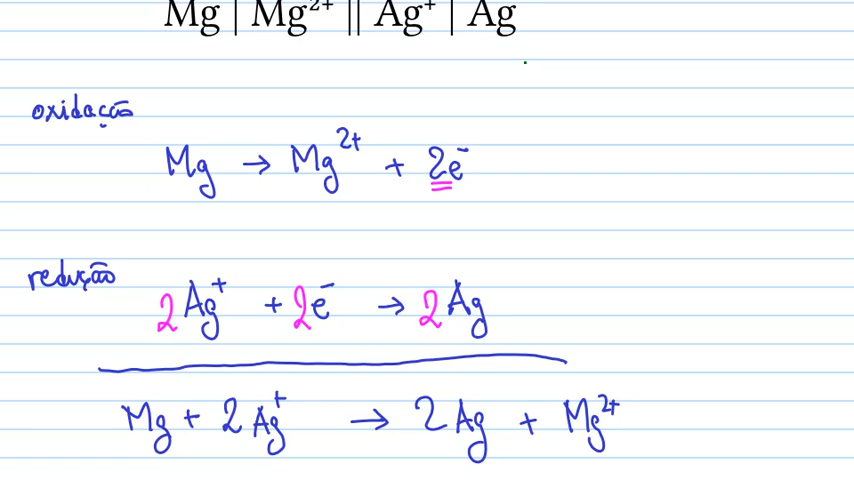 Mg | Mg²⁺ || Ag⁺ | Ag
oxidação
Mg → Mg²⁺ + 2e⁻
redução
2Ag⁺ + 2e⁻ → 2Ag
Mg + 2Ag⁺ → 2Ag + Mg²⁺